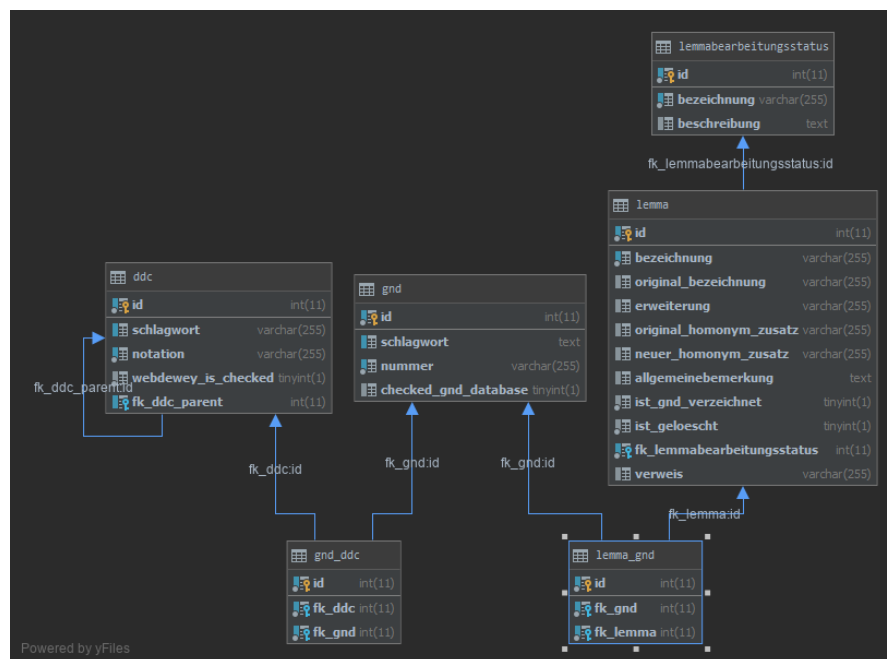 lemmabearbeitungsstatus
id int(11)
bezeichnung varchar(255)
beschreibung text
fk_lemmabearbeitungsstatus:id
lemma
id int(11)
bezeichnung varchar(255)
original_bezeichnung varchar(255)
erweiterung varchar(255)
original_homonym_zusatz varchar(255)
neuer_homonym_zusatz varchar(255)
allgemeinebemerkung text
ist_gnd_verzeichnet tinyint(1)
ist_geloescht tinyint(1)
fk_lemmabearbeitungsstatus int(11)
verweis varchar(255)
ddc
id int(11)
schlagwort varchar(255)
notation varchar(255)
webdewey_is_checked tinyint(1)
fk_ddc_parent int(11)
fk_ddc_parent:id
gnd
id int(11)
schlagwort text
nummer varchar(255)
checked_gnd_database tinyint(1)
fk_ddc:id
fk_gnd:id
fk_gnd:id
fk_lemma:id
gnd_ddc
id int(11)
fk_ddc int(11)
fk_gnd int(11)
lemma_gnd
id int(11)
fk_gnd int(11)
fk_lemma int(11)
Powered by yFiles